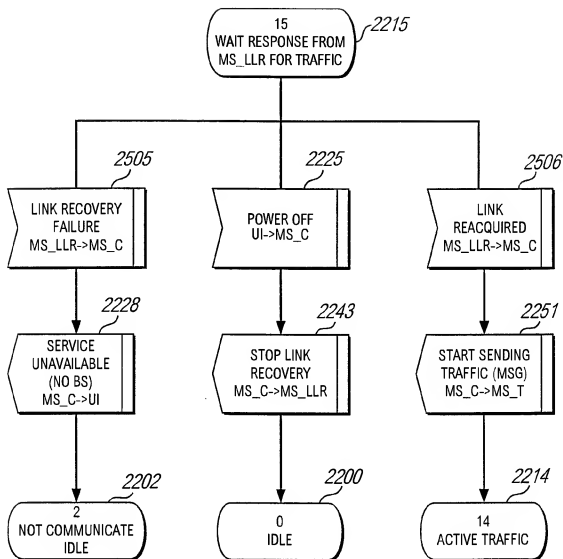 15
WAIT RESPONSE FROM
MS_LLR FOR TRAFFIC
2215
2505
LINK RECOVERY
FAILURE
MS_LLR->MS_C
2225
POWER OFF
UI->MS_C
2506
LINK
REACQUIRED
MS_LLR->MS_C
2228
SERVICE
UNAVAILABLE
(NO BS)
MS_C->UI
2243
STOP LINK
RECOVERY
MS_C->MS_LLR
2251
START SENDING
TRAFFIC (MSG)
MS_C->MS_T
2202
2
NOT COMMUNICATE
IDLE
2200
0
IDLE
2214
14
ACTIVE TRAFFIC